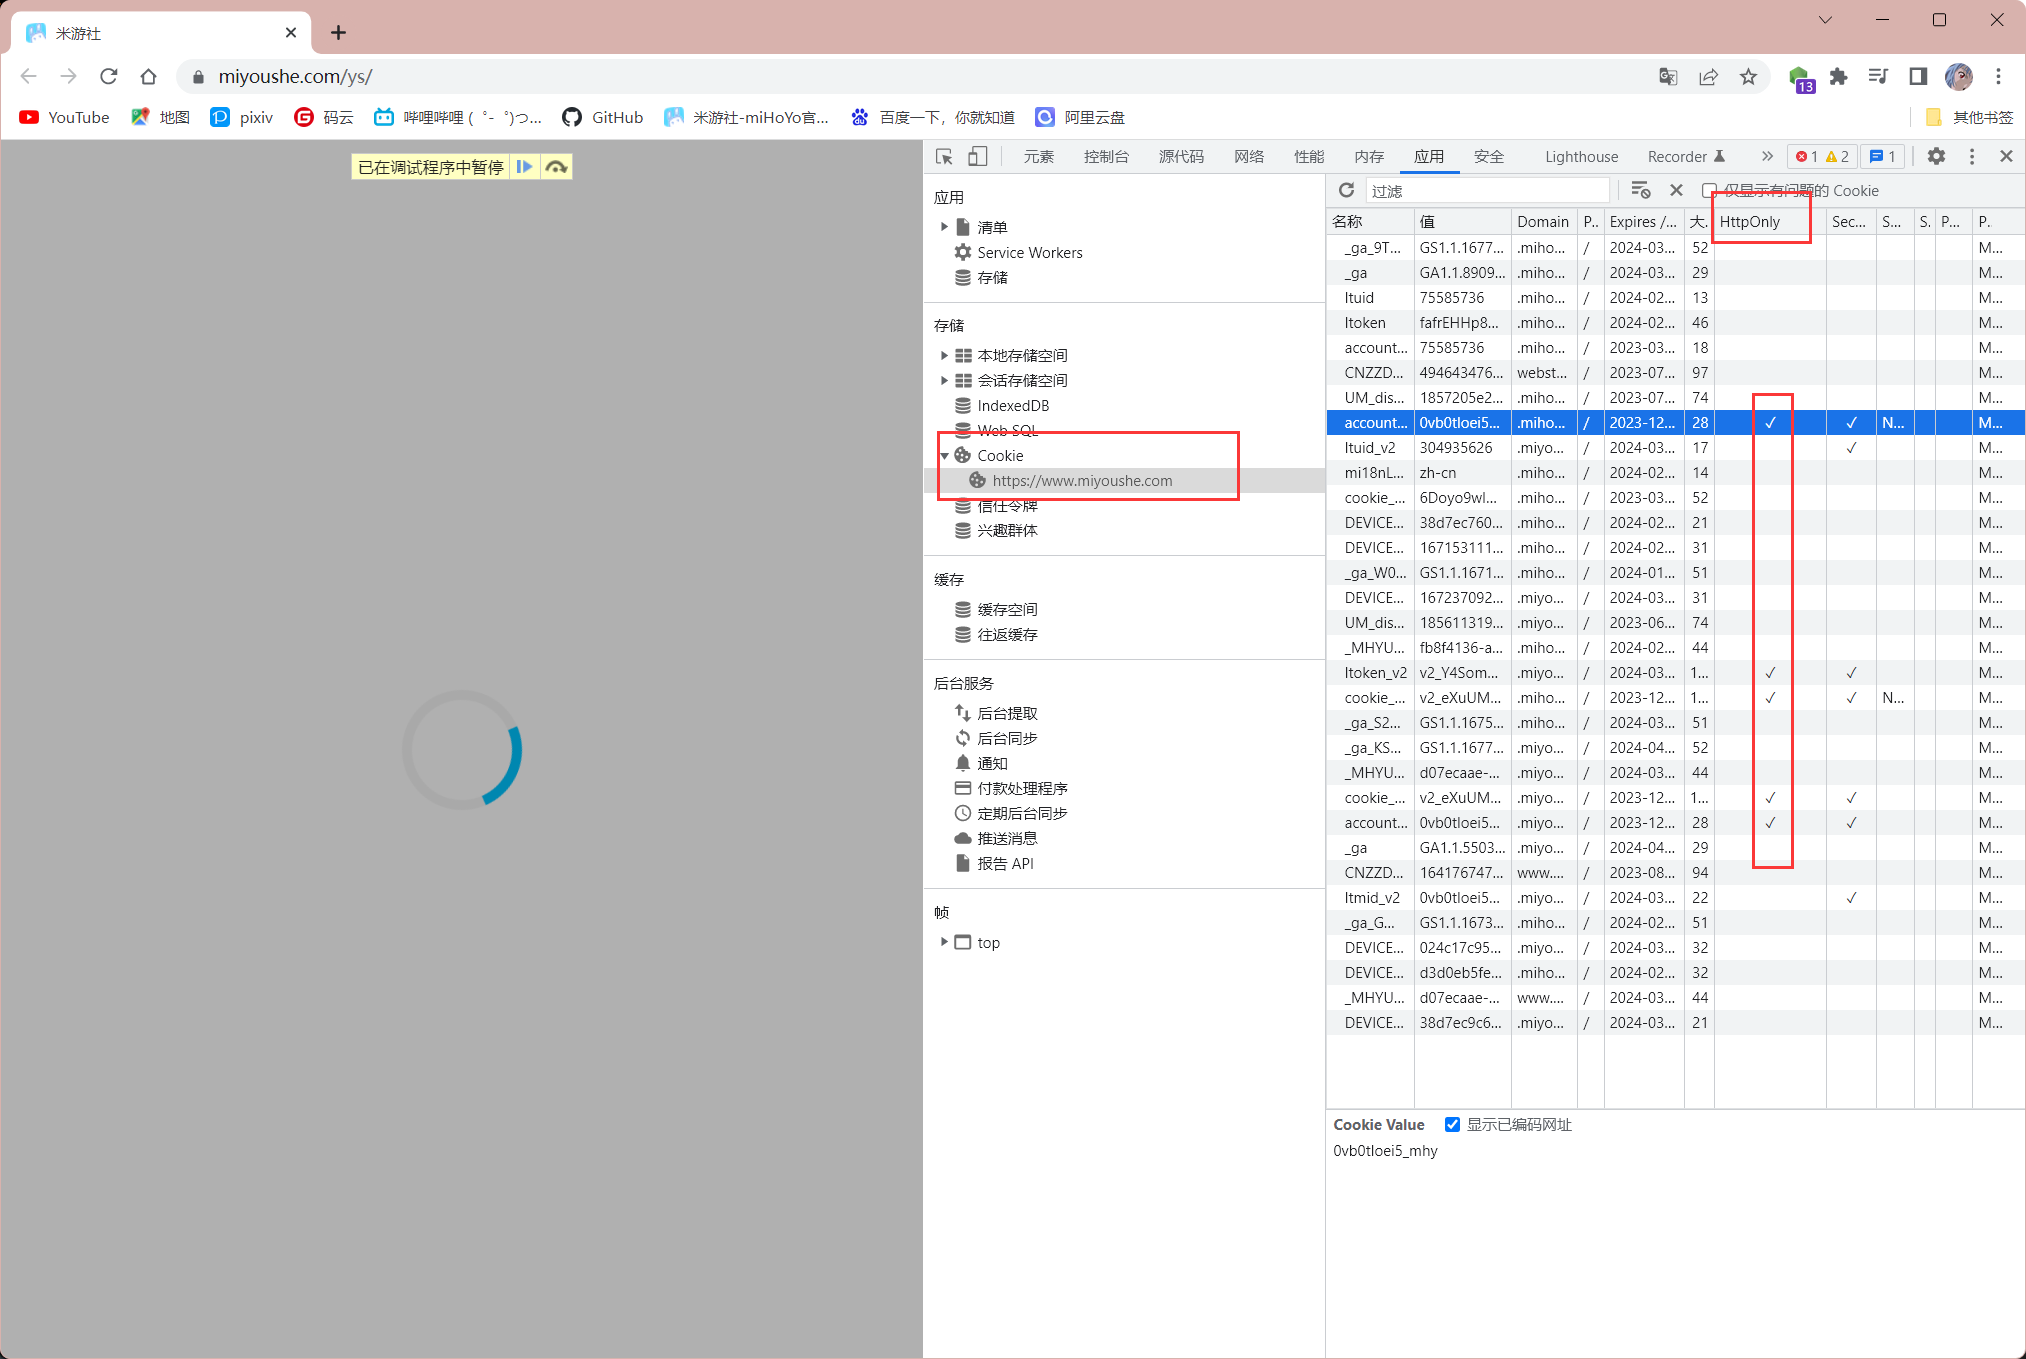 米游社
miyoushe.com/ys/
13
YouTube
地图
pixiv
码云
哔哩哔哩 (゜-゜)つ...
GitHub
米游社-miHoYo官...
百度一下，你就知道
阿里云盘
其他书签
已在调试程序中暂停
元素 控制台 源代码 网络 性能 内存 应用 安全 Lighthouse Recorder » 1 2 1
应用
清单
Service Workers
存储
存储
本地存储空间
会话存储空间
IndexedDB
Web SQL
Cookie
https://www.miyoushe.com
信任令牌
兴趣群体
缓存
缓存空间
往返缓存
后台服务
后台提取
后台同步
通知
付款处理程序
定期后台同步
推送消息
报告 API
帧
top
过滤
仅显示有问题的 Cookie
名称 值 Domain P.. Expires /... 大. HttpOnly Sec... S... S. P... P.
_ga_9T... GS1.1.1677... .miho... / 2024-03... 52 M...
_ga GA1.1.8909... .miho... / 2024-03... 29 M...
ltuid 75585736 .miho... / 2024-02... 13 M...
ltoken fafrEHHp8... .miho... / 2024-02... 46 M...
account... 75585736 .miho... / 2023-03... 18 M...
CNZZD... 494643476... webst... / 2023-07... 97 M...
UM_dis... 1857205e2... .miho... / 2023-07... 74 M...
account... 0vb0tloei5... .miho... / 2023-12... 28 ✓ ✓ N... M...
ltuid_v2 304935626 .miyo... / 2024-03... 17 ✓ M...
mi18nL... zh-cn .miho... / 2024-02... 14 M...
cookie_... 6Doyo9wl... .miho... / 2023-03... 52 M...
DEVICE... 38d7ec760... .miho... / 2024-02... 21 M...
DEVICE... 167153111... .miho... / 2024-02... 31 M...
_ga_W0... GS1.1.1671... .miho... / 2024-01... 51 M...
DEVICE... 167237092... .miyo... / 2024-03... 31 M...
UM_dis... 185611319... .miyo... / 2023-06... 74 M...
_MHYU... fb8f4136-a... .miho... / 2024-02... 44 M...
ltoken_v2 v2_Y4Som... .miyo... / 2024-03... 1... ✓ ✓ M...
cookie_... v2_eXuUM... .miho... / 2023-12... 1... ✓ ✓ N... M...
_ga_S2... GS1.1.1675... .miyo... / 2024-03... 51 M...
_ga_KS... GS1.1.1677... .miyo... / 2024-04... 52 M...
_MHYU... d07ecaae-... .miyo... / 2024-03... 44 M...
cookie_... v2_eXuUM... .miyo... / 2023-12... 1... ✓ ✓ M...
account... 0vb0tloei5... .miyo... / 2023-12... 28 ✓ ✓ M...
_ga GA1.1.5503... .miyo... / 2024-04... 29 M...
CNZZD... 164176747... www.... / 2023-08... 94 M...
ltmid_v2 0vb0tloei5... .miyo... / 2024-03... 22 ✓ M...
_ga_G... GS1.1.1673... .miho... / 2024-02... 51 M...
DEVICE... 024c17c95... .miyo... / 2024-03... 32 M...
DEVICE... d3d0eb5fe... .miho... / 2024-02... 32 M...
_MHYU... d07ecaae-... www.... / 2024-03... 44 M...
DEVICE... 38d7ec9c6... .miyo... / 2024-03... 21 M...
Cookie Value 显示已编码网址
0vb0tloei5_mhy